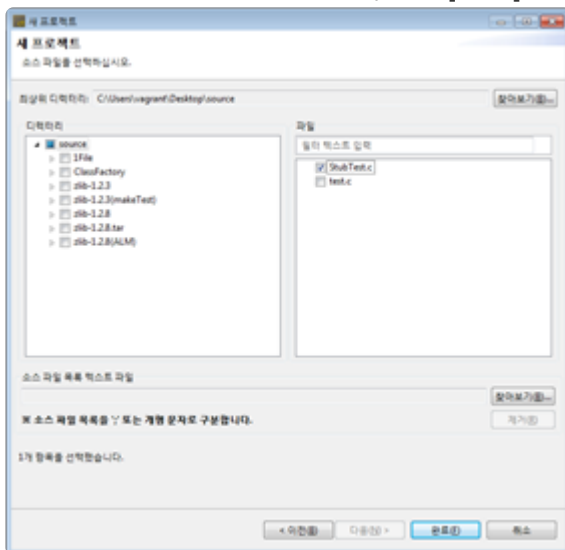 새 프로젝트
새 프로젝트
소스 파일을 선택하십시오.
최상위 디렉터리: C:\Users\vagrant\Desktop\source
찾아보기(B)...
디렉터리
파일
source
1File
ClassFactory
zlib-1.2.3
zlib-1.2.3(makeTest)
zlib-1.2.8
zlib-1.2.8.tar
zlib-1.2.8(ALM)
필터 텍스트 입력
StubTest.c
test.c
소스 파일 목록 텍스트 파일
찾아보기(B)...
※ 소스 파일 목록을 ';' 또는 개행 문자로 구분합니다.
제거(R)
1개 항목을 선택했습니다.
< 이전(B)
다음(N) >
완료(F)
취소